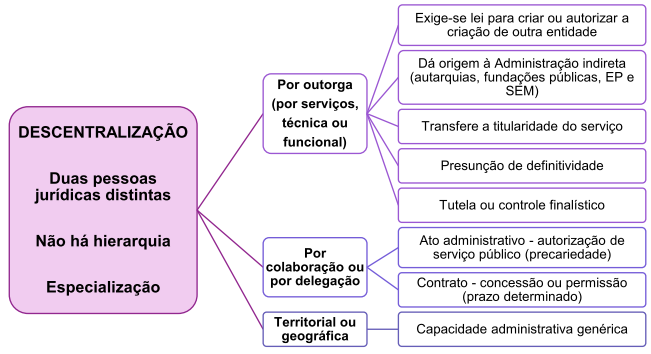 DESCENTRALIZAÇÃO
Duas pessoas
jurídicas distintas
Não há hierarquia
Especialização
Por outorga
(por serviços,
técnica ou
funcional)
Exige-se lei para criar ou autorizar a
criação de outra entidade
Dá origem à Administração indireta
(autarquias, fundações públicas, EP e
SEM)
Transfere a titularidade do serviço
Presunção de definitividade
Tutela ou controle finalístico
Por
colaboração ou
por delegação
Ato administrativo - autorização de
serviço público (precariedade)
Contrato - concessão ou permissão
(prazo determinado)
Territorial ou
geográfica
Capacidade administrativa genérica